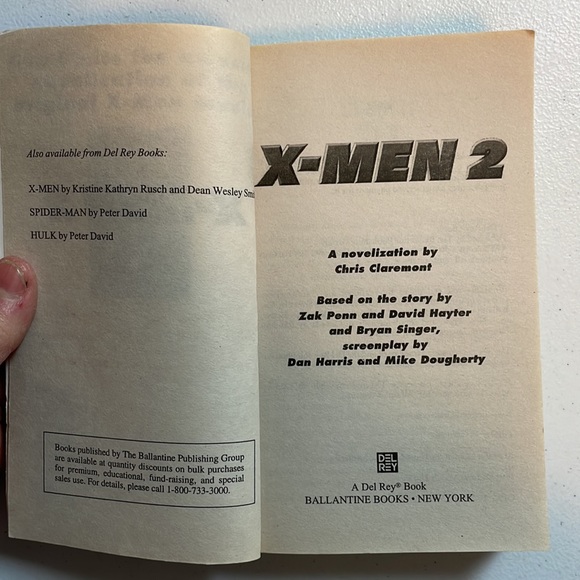 Also available from Del Rey Books:
X-MEN by Kristine Kathryn Rusch and Dean Wesley
SPIDER-MAN by Peter David
HULK by Peter David
Books published by The Ballantine Publishing Group
are available at quantity discounts on bulk purchases
for premium, educational, fund-raising, and special
sales use. For details, please call 1-800-733-3000.
X-MEN 2
A novelization by
Chris Claremont
Based on the story by
Zak Penn and David Hayter
and Bryan Singer,
screenplay by
Dan Harris and Mike Dougherty
DEL
REY
A Del Rey® Book
BALLANTINE BOOKS • NEW YORK